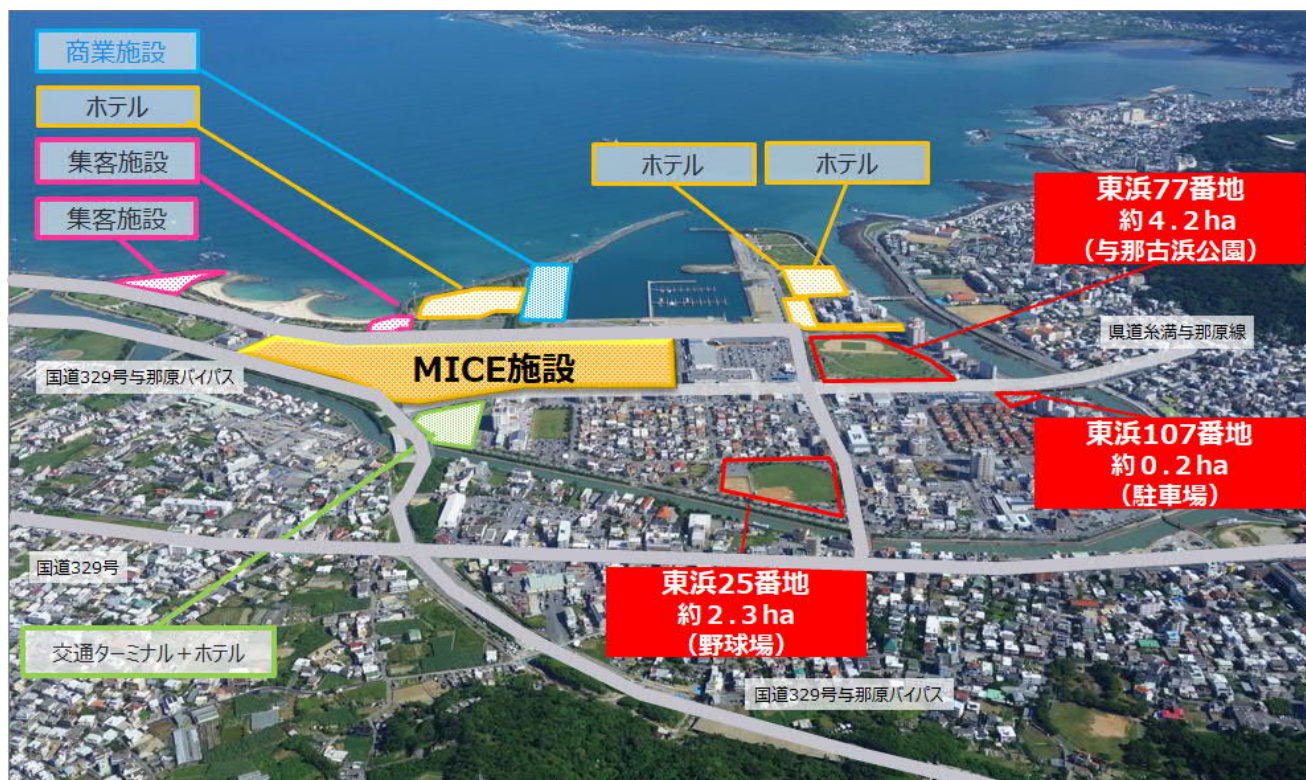 商業施設
ホテル
集客施設
集客施設
ホテル
ホテル
東浜77番地
約4.2ha
(与那古浜公園)
県道糸満与那原線
国道329号与那原バイパス
MICE施設
東浜107番地
約0.2ha
(駐車場)
国道329号
東浜25番地
約2.3ha
(野球場)
交通ターミナル+ホテル
国道329号与那原バイパス